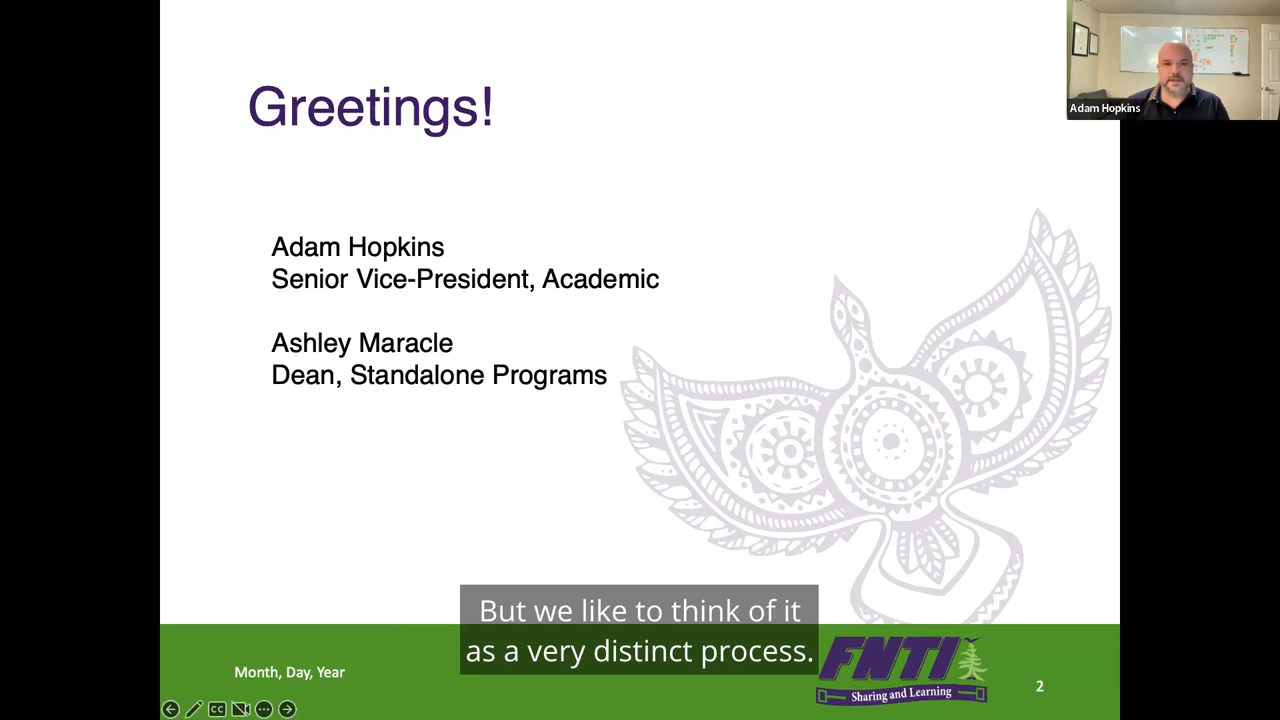 Greetings!
Adam Hopkins
Adam Hopkins
Senior Vice-President, Academic
Ashley Maracle
Dean, Standalone Programs
But we like to think of it
as a very distinct process.
Month, Day, Year
FNTI
Sharing and Learning
2
CC